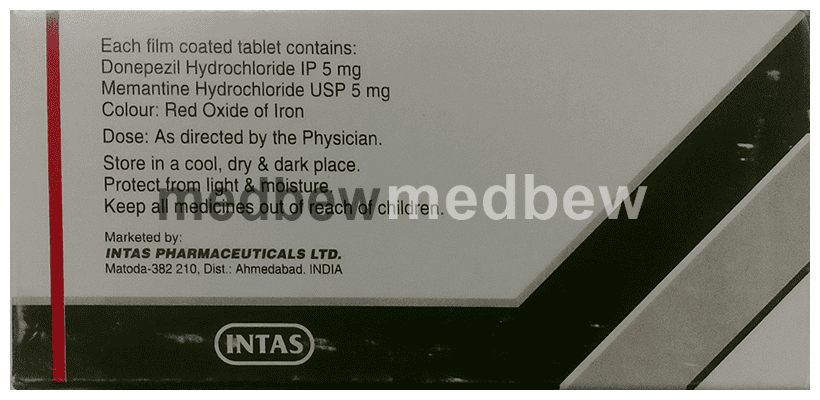 Each film coated tablet contains:
Donepezil Hydrochloride IP 5 mg
Memantine Hydrochloride USP 5 mg
Colour: Red Oxide of Iron
Dose: As directed by the Physician.
Store in a cool, dry & dark place.
Protect from light & moisture.
Keep all medicines out of reach of children.
medbewmedbew
Marketed by:
INTAS PHARMACEUTICALS LTD.
Matoda-382 210, Dist.: Ahmedabad. INDIA
INTAS